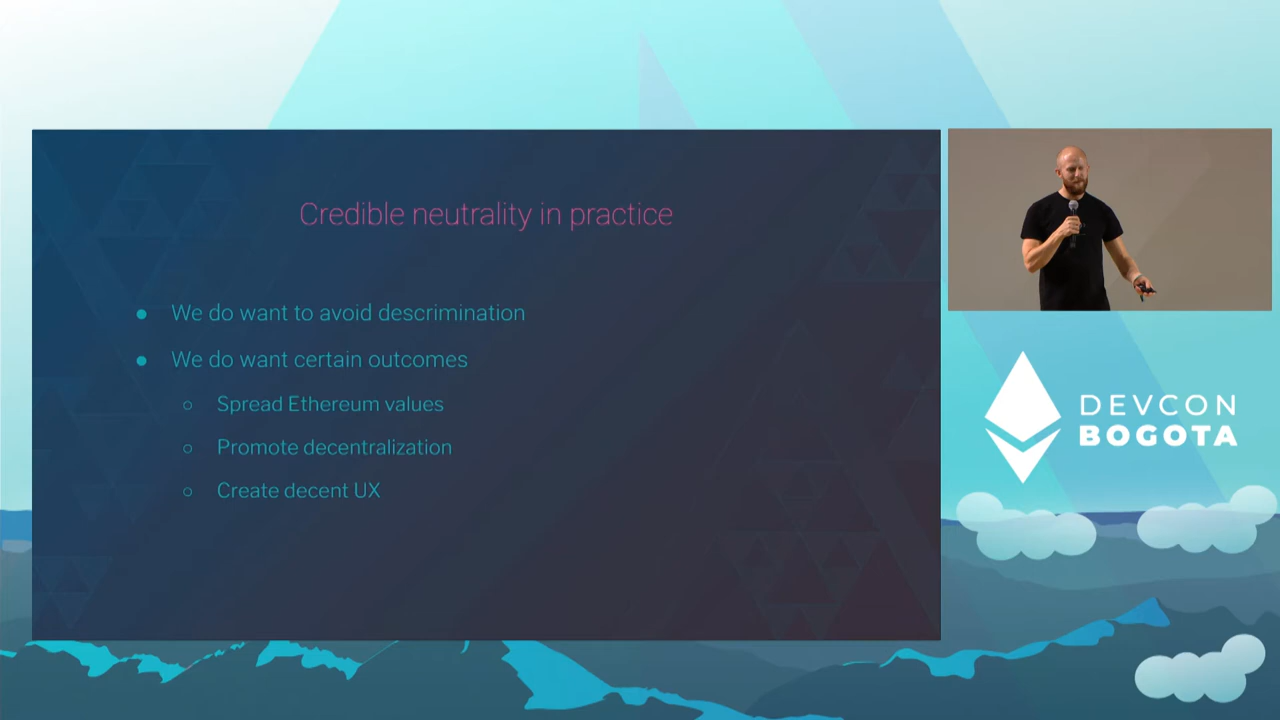 Credible neutrality in practice
● We do want to avoid descrimination
● We do want certain outcomes
○ Spread Ethereum values
○ Promote decentralization
○ Create decent UX
DEVCON
BOGOTA